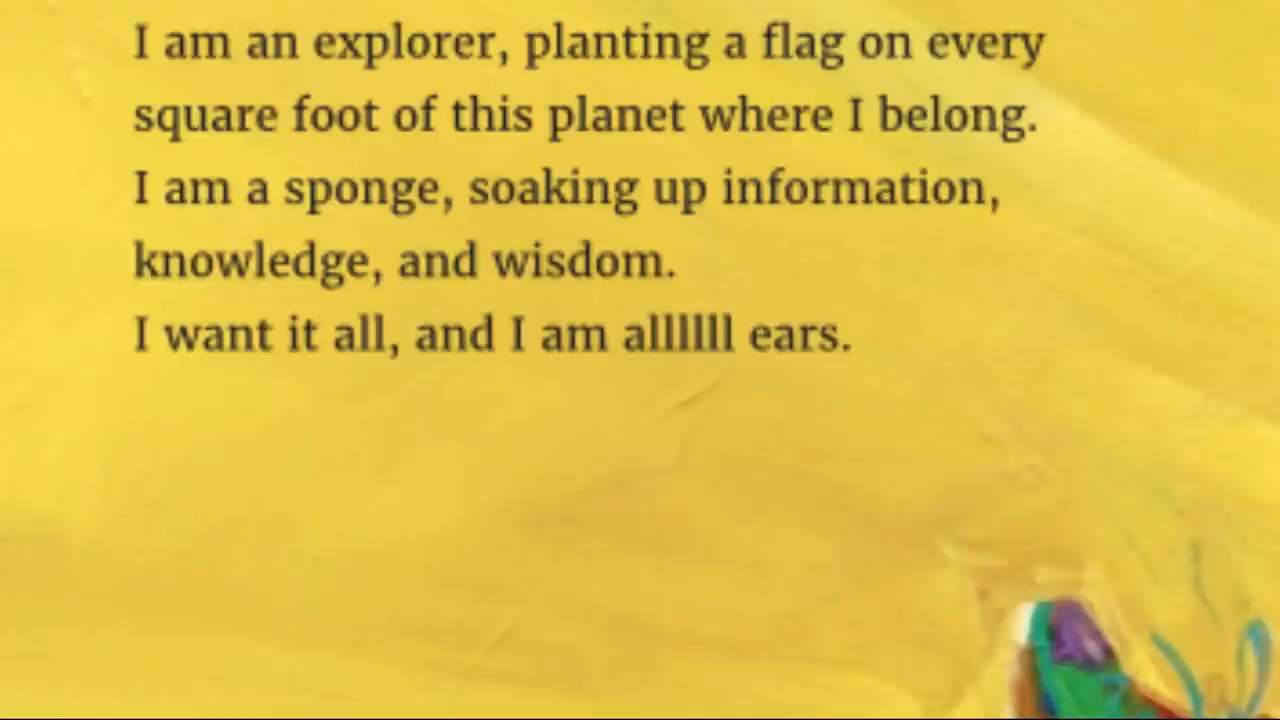 I am an explorer, planting a flag on every
square foot of this planet where I belong.
I am a sponge, soaking up information,
knowledge, and wisdom.
I want it all, and I am allllll ears.